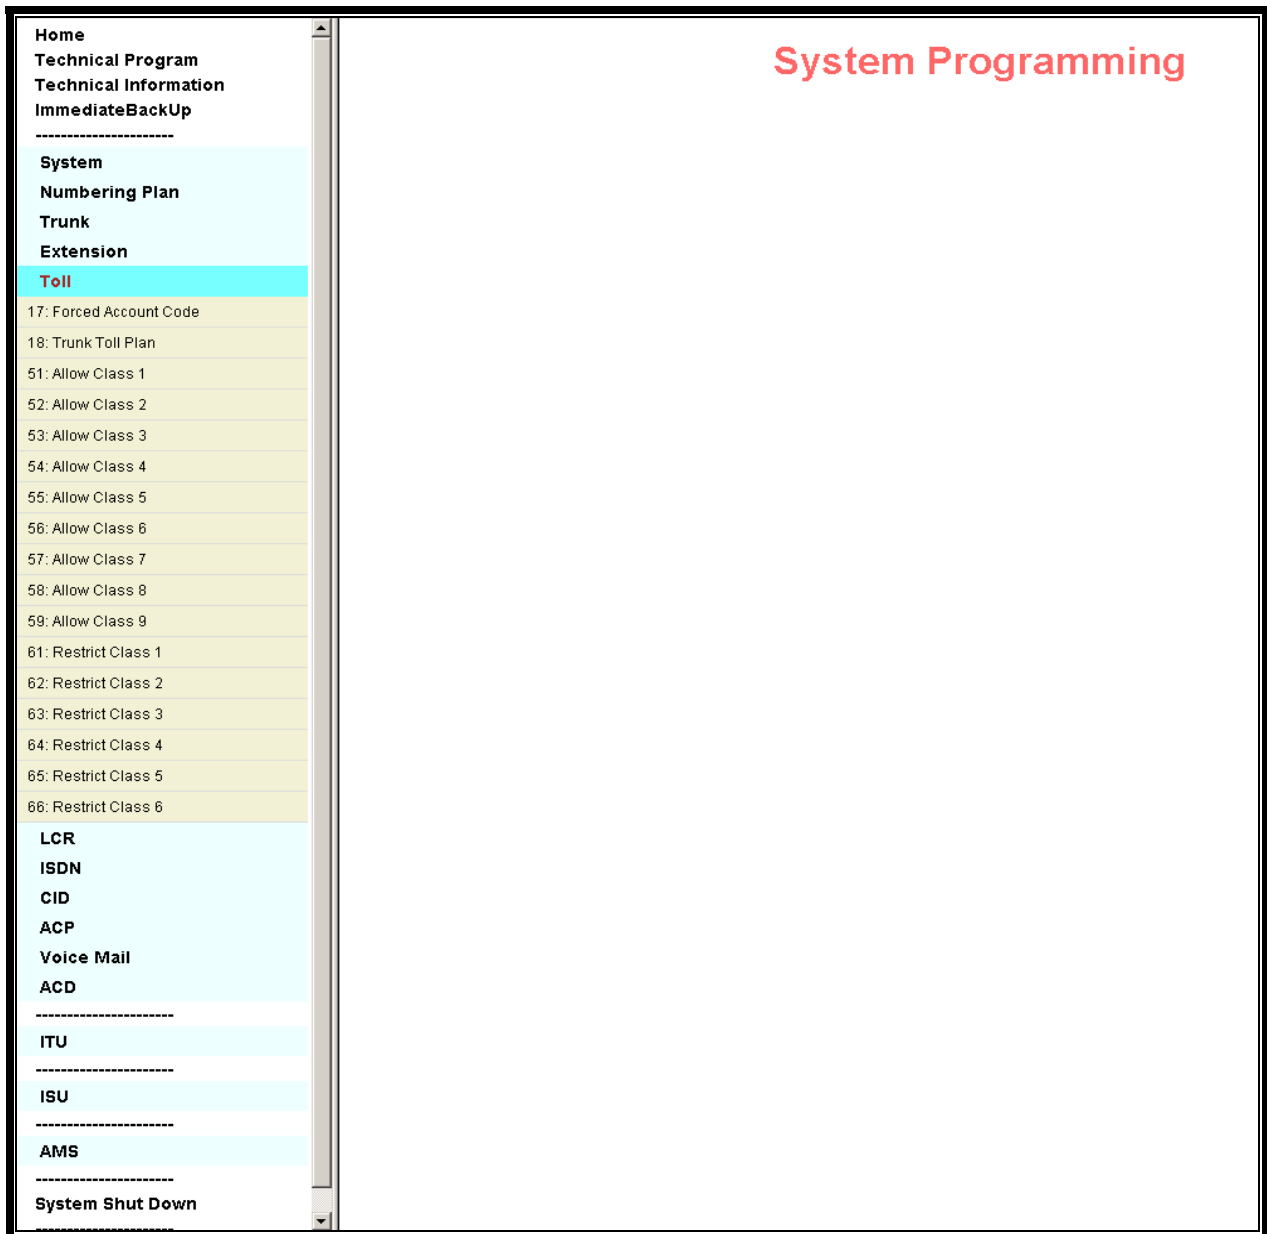 Home
Technical Program
Technical Information
ImmediateBackUp
----------------------
System
Numbering Plan
Trunk
Extension
Toll
17: Forced Account Code
18: Trunk Toll Plan
51: Allow Class 1
52: Allow Class 2
53: Allow Class 3
54: Allow Class 4
55: Allow Class 5
56: Allow Class 6
57: Allow Class 7
58: Allow Class 8
59: Allow Class 9
61: Restrict Class 1
62: Restrict Class 2
63: Restrict Class 3
64: Restrict Class 4
65: Restrict Class 5
66: Restrict Class 6
LCR
ISDN
CID
ACP
Voice Mail
ACD
----------------------
ITU
----------------------
ISU
----------------------
AMS
----------------------
System Shut Down
----------------------
System Programming